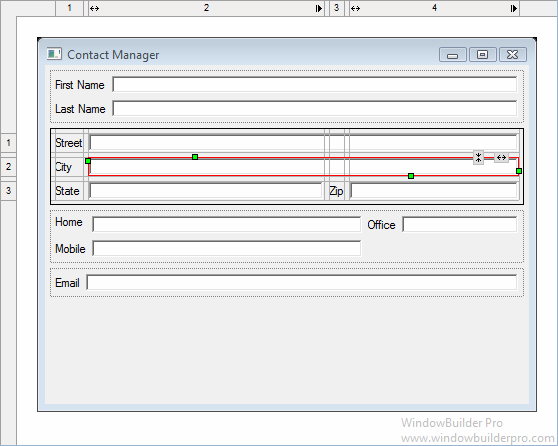 1 2 3 4
Contact Manager
First Name
Last Name
1 Street
2 City
3 State Zip
Home Office
Mobile
Email
WindowBuilder Pro
www.windowbuilderpro.com